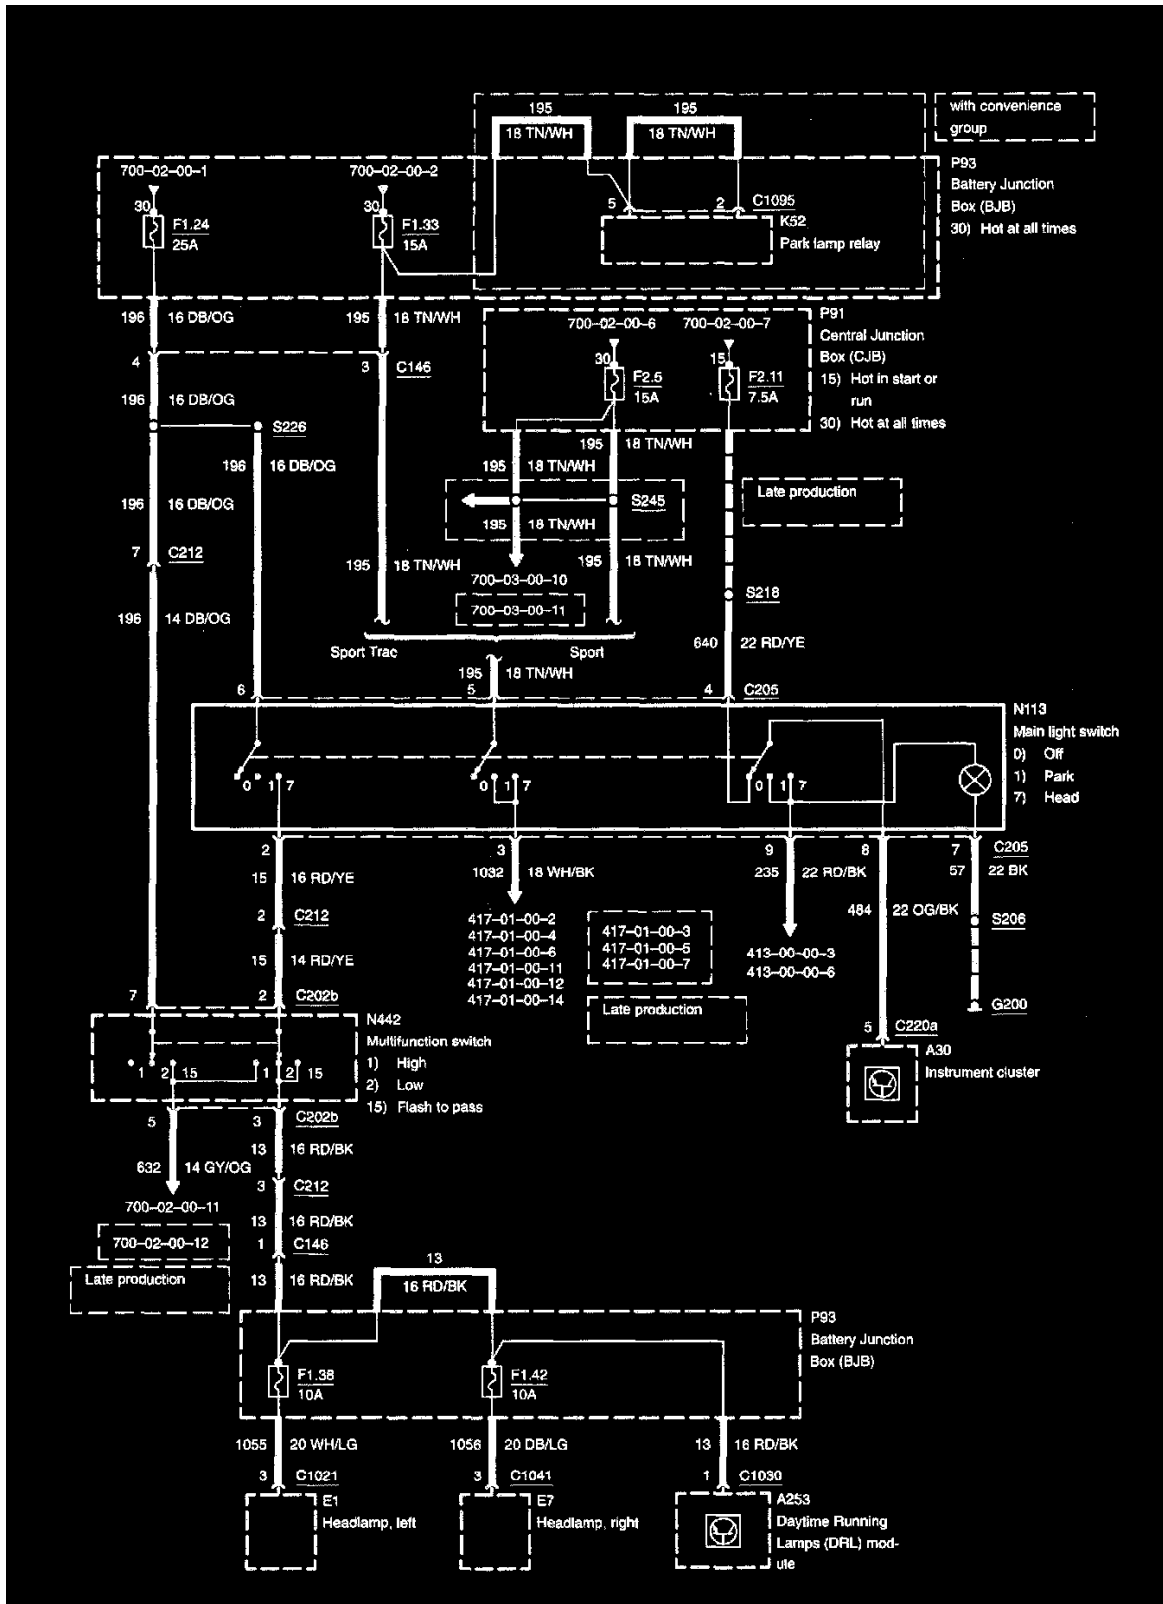 195
195
with convenience
group
18 TN/WH
18 TN/WH
700-02-00-1
700-02-00-2
P93
Battery Junction
Box (BJB)
30) Hot at all times
30
F1.24
25A
30
F1.33
15A
5
2
C1095
K52
Park lamp relay
196
16 DB/OG
195
18 TN/WH
P91
Central Junction
Box (CJB)
15) Hot in start or
run
30) Hot at all times
700-02-00-6
700-02-00-7
4
3
C146
30
F2.5
15A
15
F2.11
7.5A
196
16 DB/OG
S226
195
18 TN/WH
196
16 DB/OG
195
18 TN/WH
Late production
196
16 DB/OG
S245
195
18 TN/WH
7
C212
195
18 TN/WH
195
18 TN/WH
700-03-00-10
700-03-00-11
S218
196
14 DB/OG
640
22 RD/YE
Sport Trac
Sport
195
18 TN/WH
6
5
4
C205
N113
Main light switch
0) Off
1) Park
7) Head
0
1
7
0
1
7
0
1
7
2
3
9
8
7
C205
15
16 RD/YE
1032
18 WH/BK
235
22 RD/BK
57
22 BK
2
C212
484
22 OG/BK
S206
417-01-00-2
417-01-00-4
417-01-00-6
417-01-00-11
417-01-00-12
417-01-00-14
417-01-00-3
417-01-00-5
417-01-00-7
413-00-00-3
413-00-00-6
15
14 RD/YE
Late production
7
2
C202b
G200
N442
Multifunction switch
1) High
2) Low
15) Flash to pass
5
C220a
A30
Instrument cluster
1
2
15
1
2
15
5
3
C202b
13
16 RD/BK
632
14 GY/OG
3
C212
700-02-00-11
13
16 RD/BK
700-02-00-12
1
C146
Late production
13
16 RD/BK
13
16 RD/BK
P93
Battery Junction
Box (BJB)
F1.38
10A
F1.42
10A
1055
20 WH/LG
1056
20 DB/LG
13
16 RD/BK
3
C1021
3
C1041
1
C1030
E1
Headlamp, left
E7
Headlamp, right
A253
Daytime Running
Lamps (DRL) mod-
ule